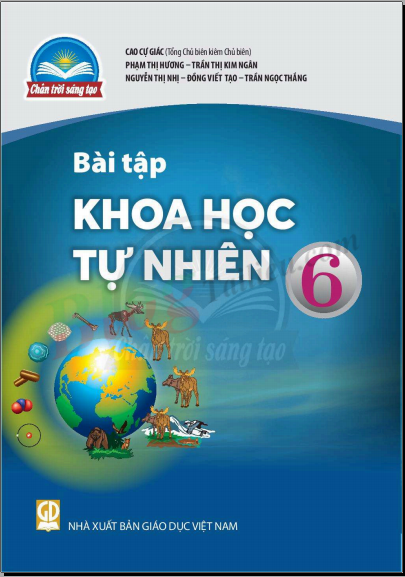 CAO CỰ GIÁC (Tổng Chủ biên kiêm Chủ biên)
PHẠM THỊ HƯƠNG – TRẦN THỊ KIM NGÂN
NGUYỄN THỊ NHỊ – ĐỒNG VIẾT TẠO – TRẦN NGỌC THẮNG
Chân trời sáng tạo
Bài tập
KHOA HỌC
TỰ NHIÊN 6
Chân trời sáng tạo
GD
NHÀ XUẤT BẢN GIÁO DỤC VIỆT NAM